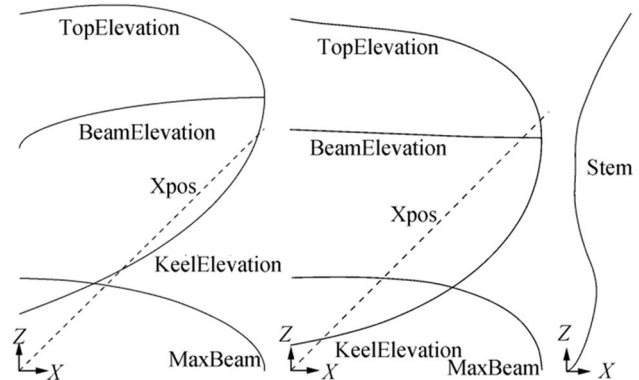 TopElevation
BeamElevation
Xpos
KeelElevation
MaxBeam
Z
X
TopElevation
BeamElevation
Xpos
KeelElevation
MaxBeam
Z
X
Stem
Z
X